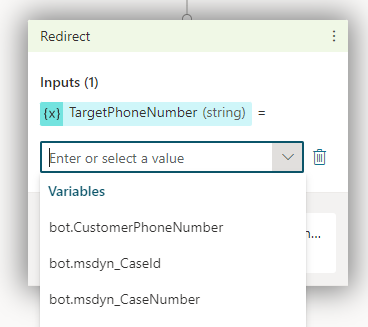 Redirect
Inputs (1)
{x} TargetPhoneNumber (string) =
Enter or select a value
Variables
bot.CustomerPhoneNumber
bot.msdyn_CaseId
bot.msdyn_CaseNumber